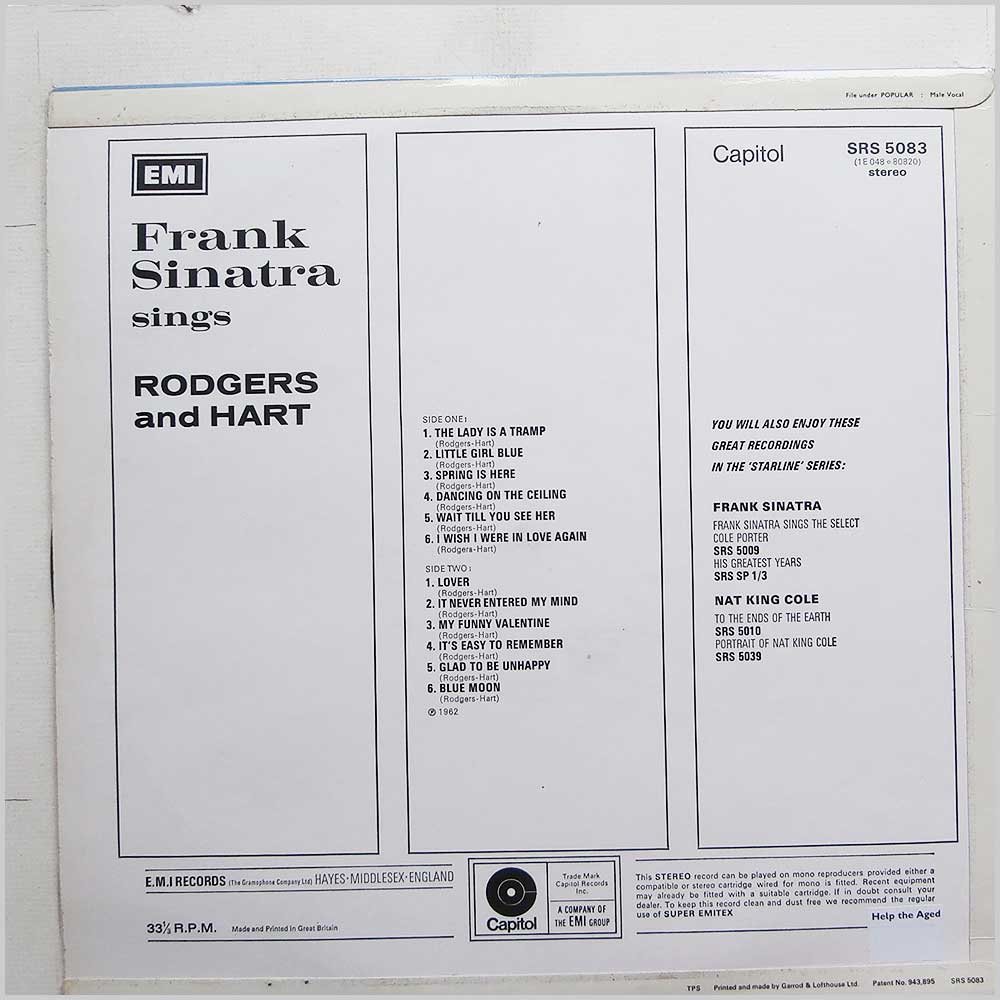 File under POPULAR : Male Vocal
EMI
Frank
Sinatra
sings
RODGERS
and HART
SIDE ONE:
1. THE LADY IS A TRAMP
(Rodgers-Hart)
2. LITTLE GIRL BLUE
(Rodgers-Hart)
3. SPRING IS HERE
(Rodgers-Hart)
4. DANCING ON THE CEILING
(Rodgers-Hart)
5. WAIT TILL YOU SEE HER
(Rodgers-Hart)
6. I WISH I WERE IN LOVE AGAIN
(Rodgers-Hart)
SIDE TWO:
1. LOVER
(Rodgers-Hart)
2. IT NEVER ENTERED MY MIND
(Rodgers-Hart)
3. MY FUNNY VALENTINE
(Rodgers-Hart)
4. IT'S EASY TO REMEMBER
(Rodgers-Hart)
5. GLAD TO BE UNHAPPY
(Rodgers-Hart)
6. BLUE MOON
(Rodgers-Hart)
℗ 1962
Capitol
SRS 5083
(1E 048 ∘ 80820)
stereo
YOU WILL ALSO ENJOY THESE
GREAT RECORDINGS
IN THE 'STARLINE' SERIES:
FRANK SINATRA
FRANK SINATRA SINGS THE SELECT
COLE PORTER
SRS 5009
HIS GREATEST YEARS
SRS SP 1/3
NAT KING COLE
TO THE ENDS OF THE EARTH
SRS 5010
PORTRAIT OF NAT KING COLE
SRS 5039
E.M.I RECORDS (The Gramophone Company Ltd) HAYES·MIDDLESEX·ENGLAND
33⅓ R.P.M. Made and Printed in Great Britain
Capitol
Trade Mark
Capitol Records
Inc.
A COMPANY OF
THE EMI GROUP
This STEREO record can be played on mono reproducers provided either a
compatible or stereo cartridge wired for mono is fitted. Recent equipment
may already be fitted with a suitable cartridge. If in doubt consult your
dealer. To keep this record clean and dust free we recommend the regular
use of SUPER EMITEX
Help the Aged
TPS Printed and made by Garrod & Lofthouse Ltd. Patent No. 943,895 SRS 5083